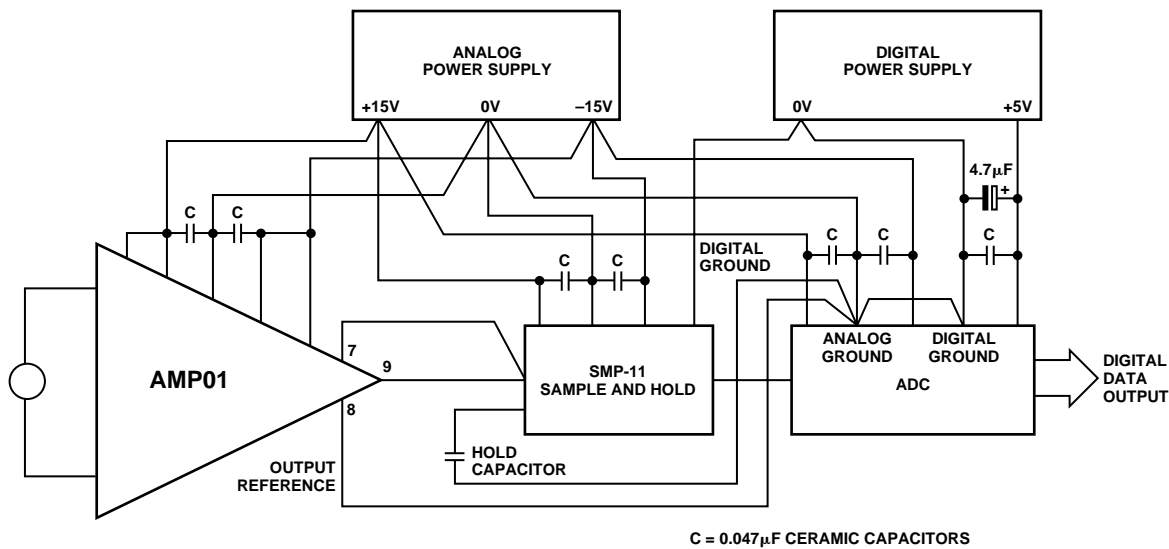 ANALOG
POWER SUPPLY
+15V
0V
–15V
DIGITAL
POWER SUPPLY
0V
+5V
4.7µF
+
C
C
C
C
DIGITAL
GROUND
C
C
C
AMP01
7
9
8
SMP-11
SAMPLE AND HOLD
ANALOG
GROUND
DIGITAL
GROUND
ADC
DIGITAL
DATA
OUTPUT
HOLD
CAPACITOR
OUTPUT
REFERENCE
C = 0.047µF CERAMIC CAPACITORS